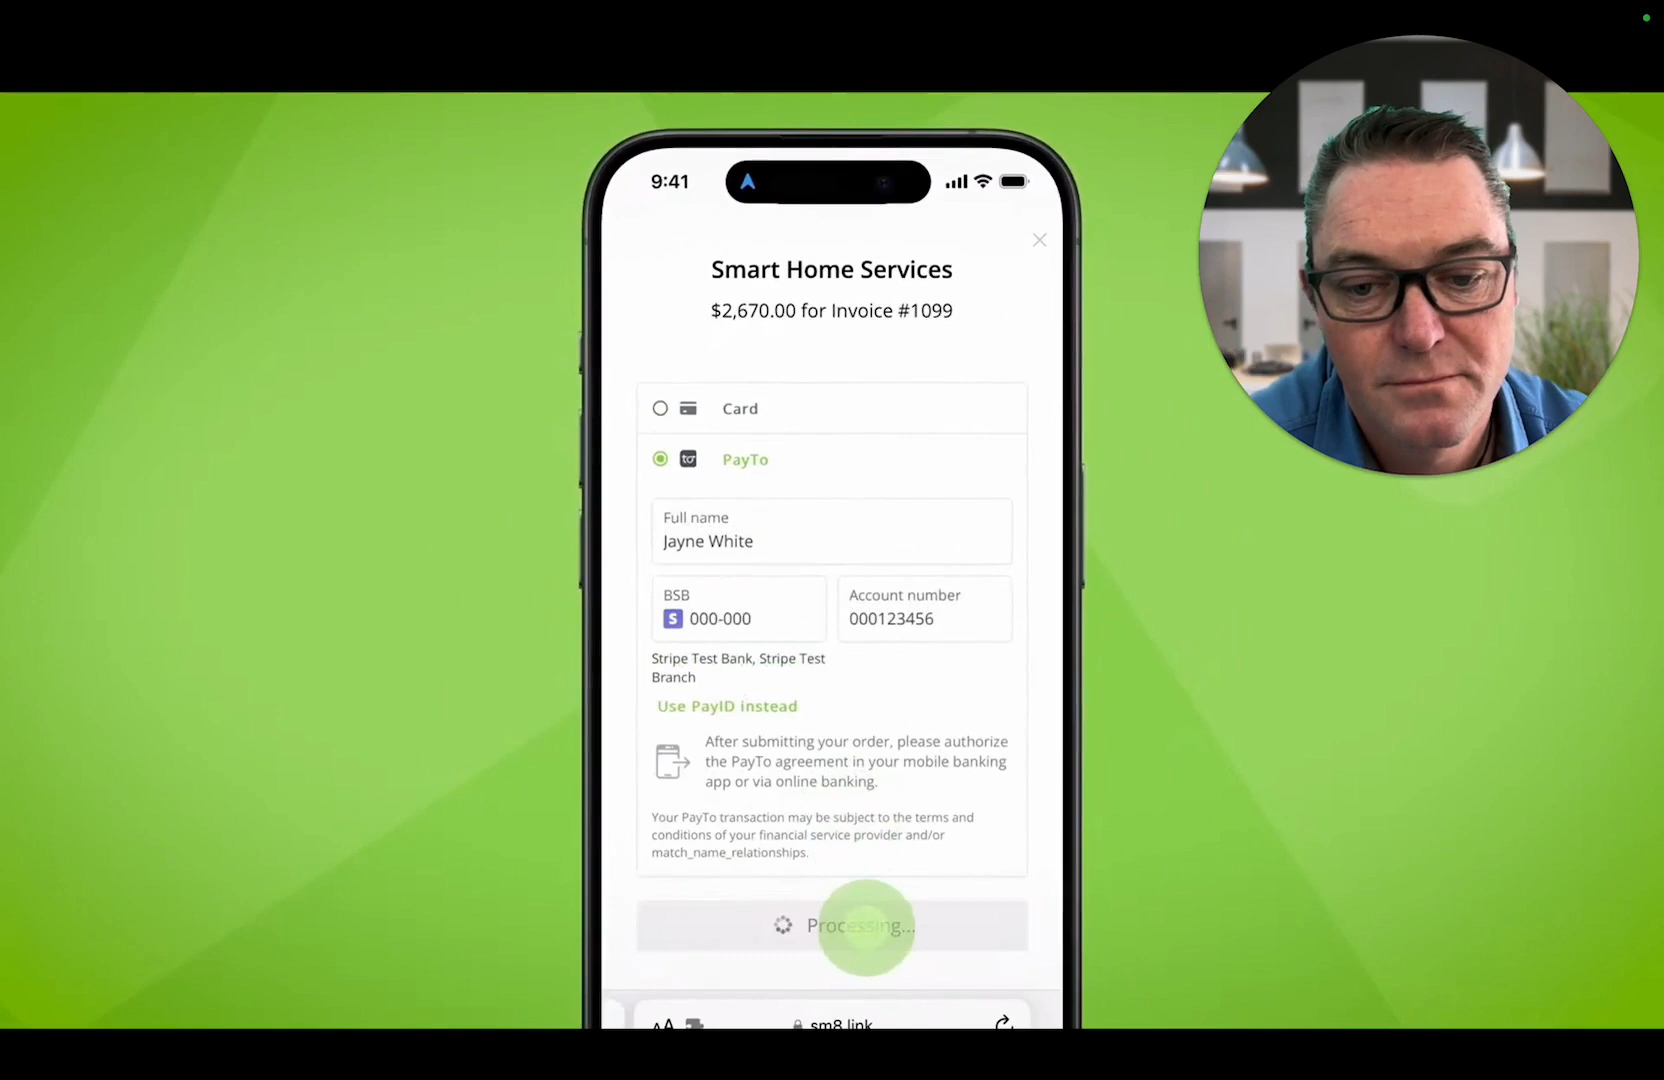 9:41
Smart Home Services
$2,670.00 for Invoice #1099
Card
to
PayTo
Full name
Jayne White
BSB
S 000-000
Account number
000123456
Stripe Test Bank, Stripe Test
Branch
Use PayID instead
After submitting your order, please authorize
the PayTo agreement in your mobile banking
app or via online banking.
Your PayTo transaction may be subject to the terms and
conditions of your financial service provider and/or
match_name_relationships.
Processing...
AA
sm8.link